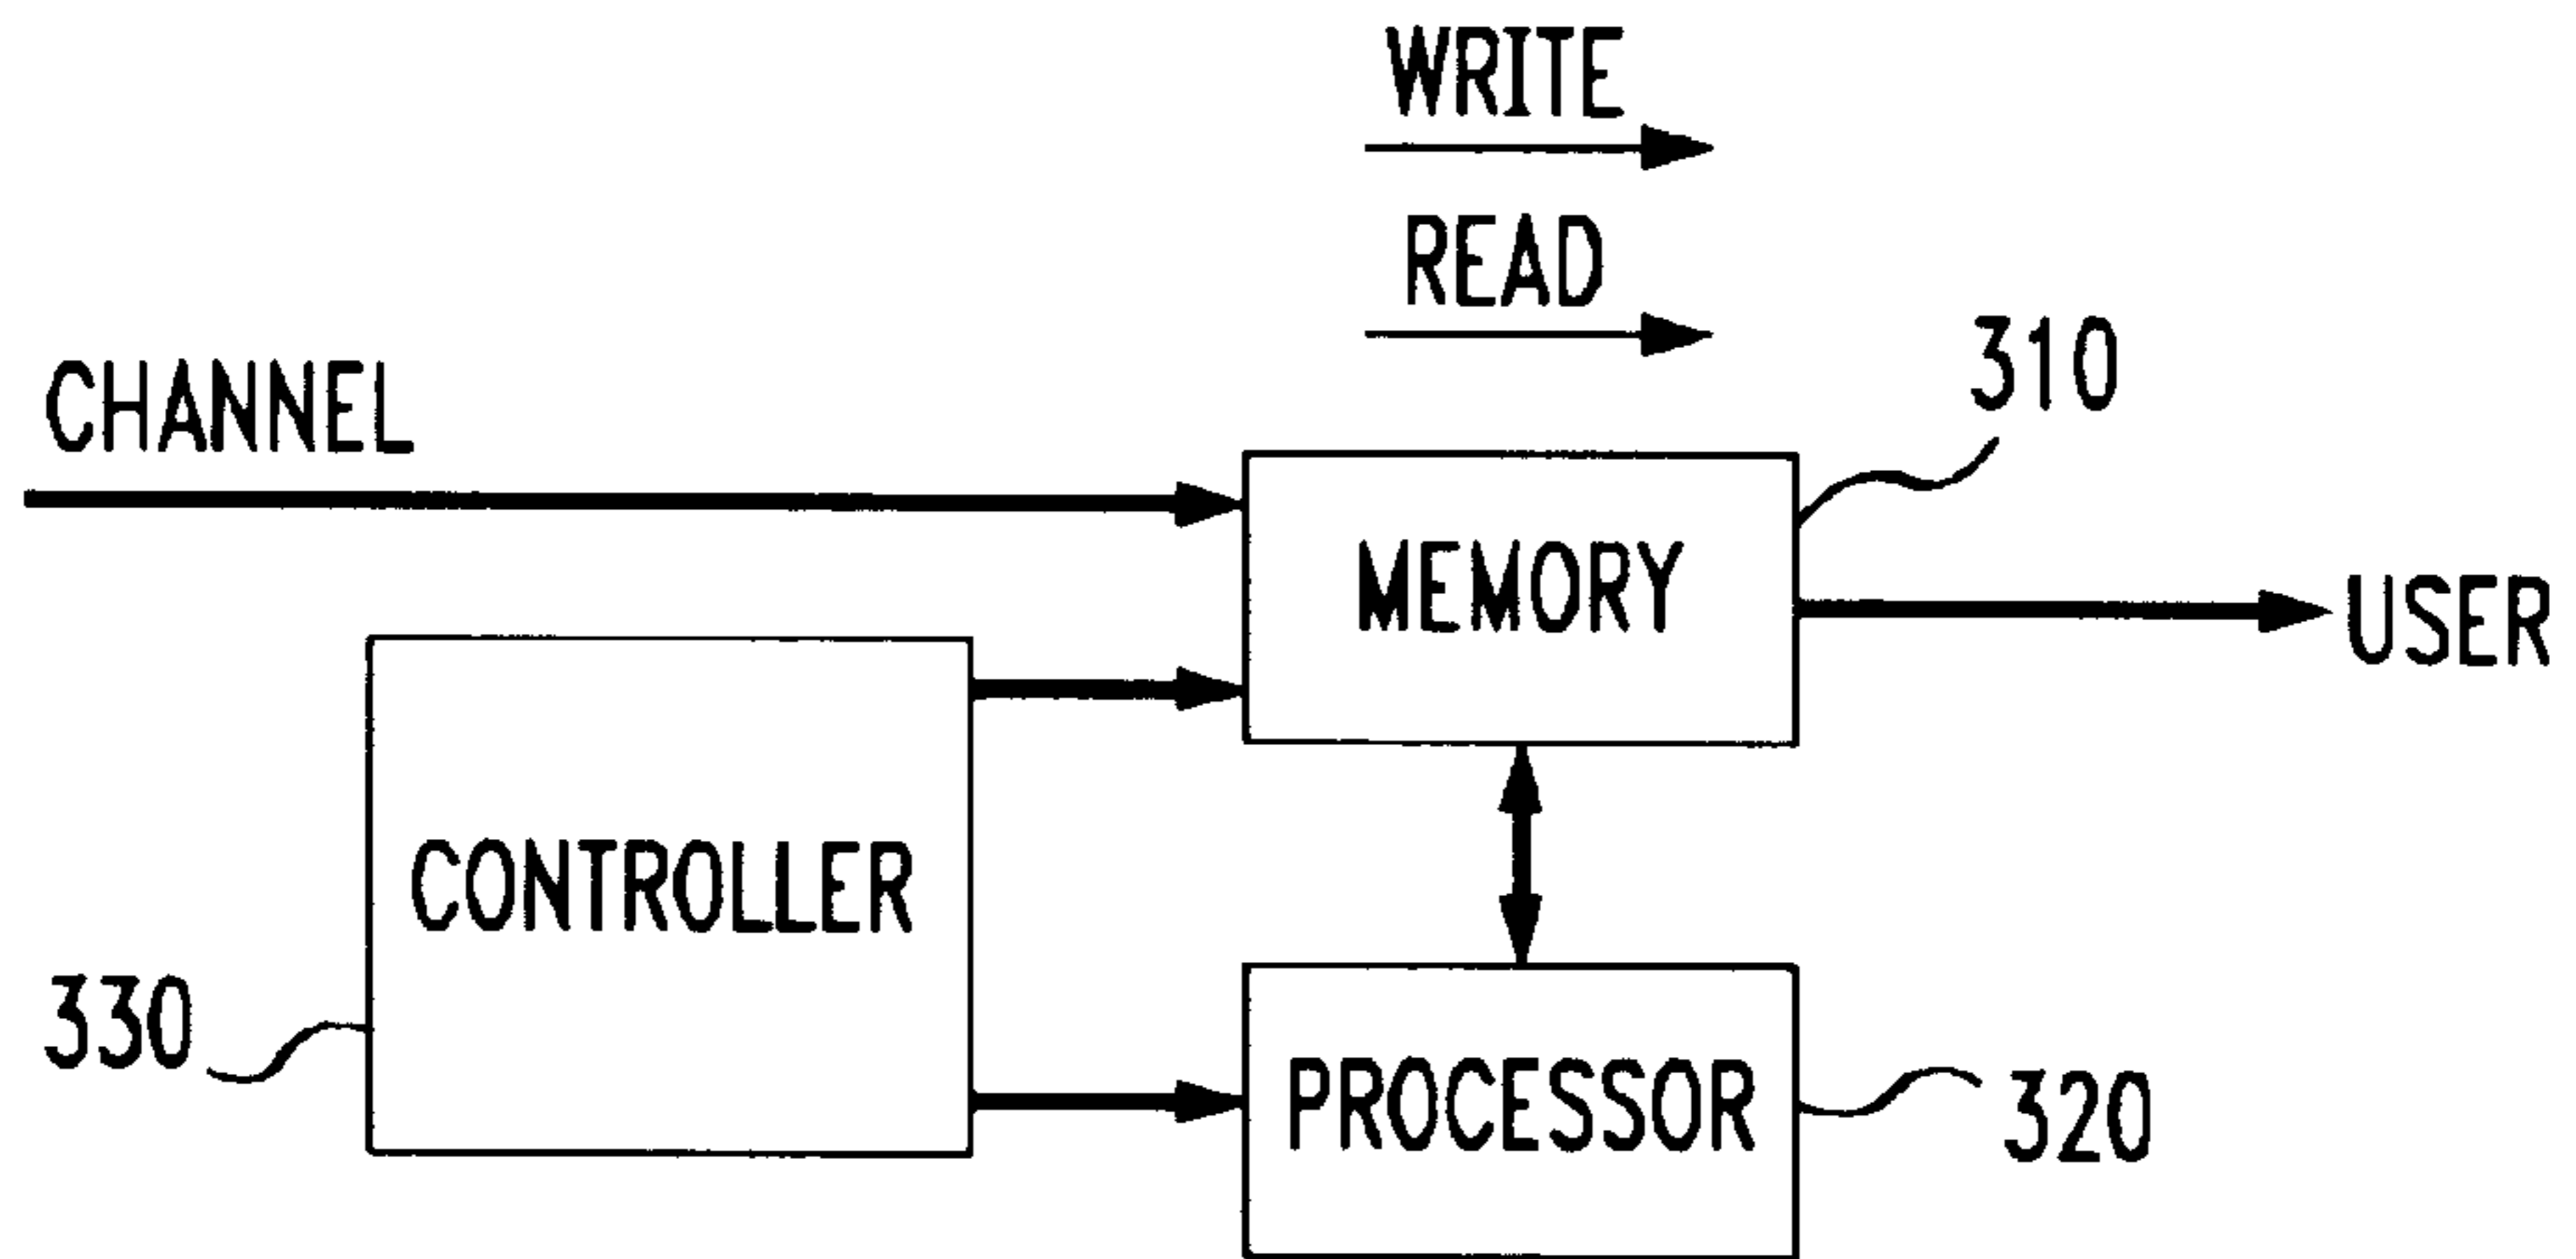 WRITE
READ
310
CHANNEL
MEMORY
USER
CONTROLLER
330
PROCESSOR
320